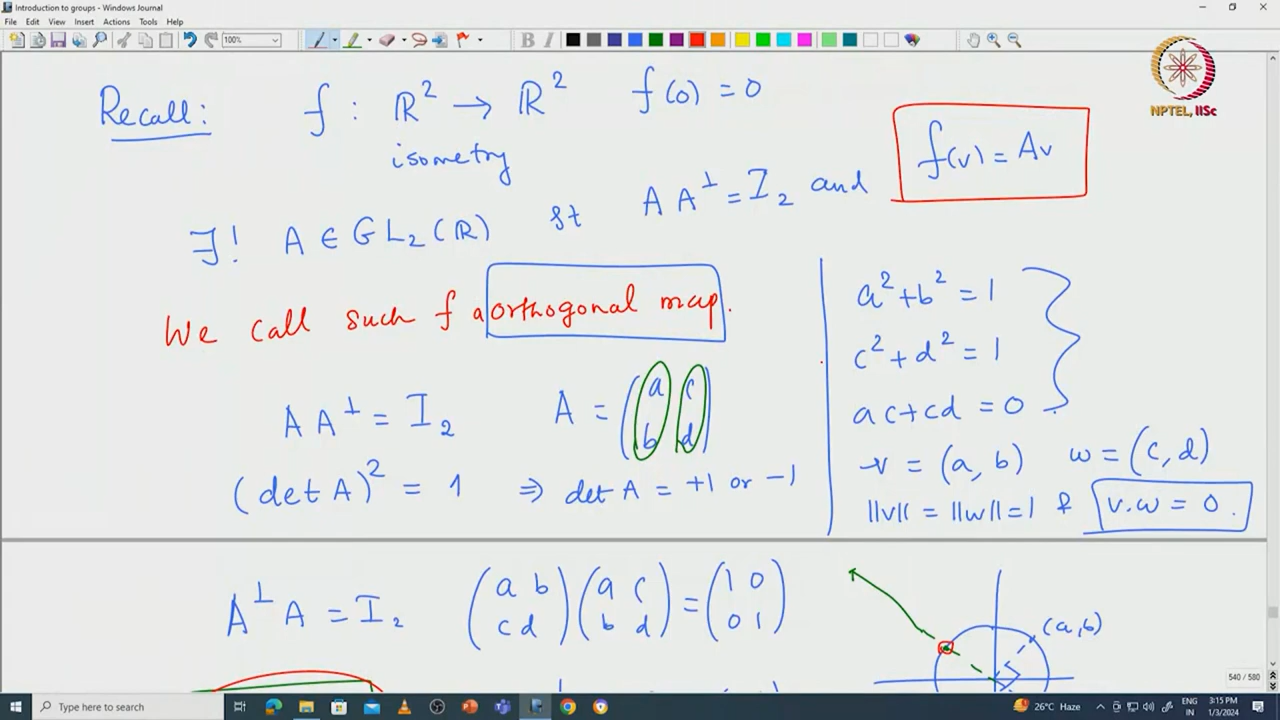 Introduction to groups - Windows Journal
File Edit View Insert Actions Tools Help
100%
B I
NPTEL, IISc
Recall: f : ℝ² → ℝ² f(0) = 0
isometry
f(v) = Av
∃! A ∈ GL₂(ℝ) st A A^⊥ = I₂ and
We call such f a orthogonal map.
A A^⊥ = I₂ A = (a c
b d)
(det A)² = 1 ⇒ det A = +1 or -1
a² + b² = 1
c² + d² = 1
ac + cd = 0
v = (a, b) w = (c, d)
||v|| = ||w|| = 1 & v.w = 0.
A^⊥ A = I₂ (a b
c d) (a c
b d) = (1 0
0 1)
(a,b)
540 / 580
Type here to search
26°C Haze
ENG
IN
3:15 PM
1/3/2024